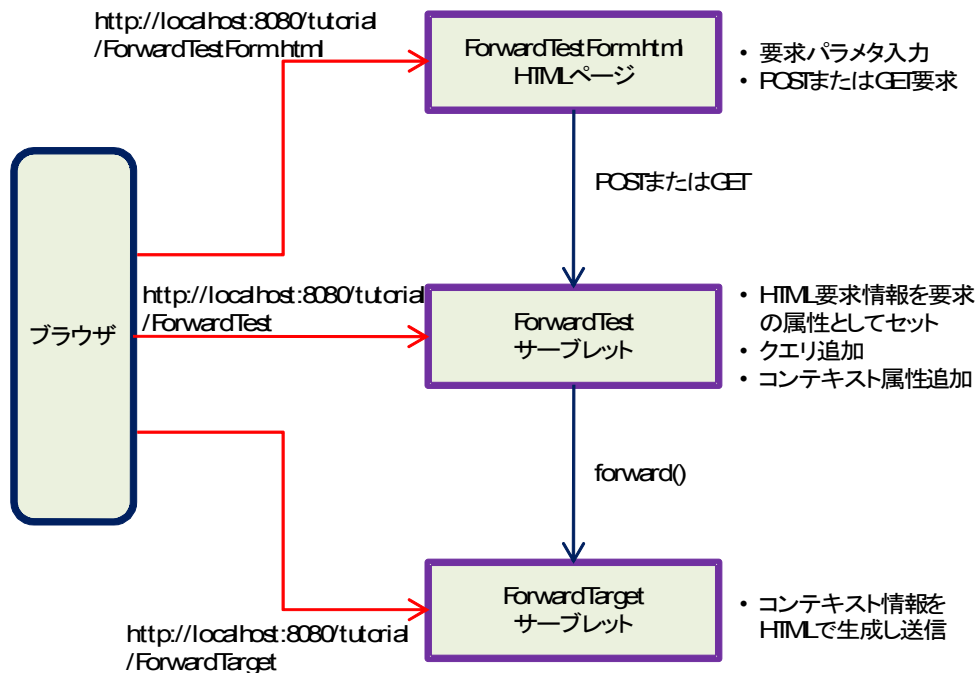 http://localhost:8080/tutorial
/ForwardTestForm.html
ForwardTestForm.html
HTMLページ
・ 要求パラメタ入力
・ POSTまたはGET要求
POSTまたはGET
ブラウザ
http://localhost:8080/tutorial
/ForwardTest
ForwardTest
サーブレット
・ HTML要求情報を要求
の属性としてセット
・ クエリ追加
・ コンテキスト属性追加
forward()
ForwardTarget
サーブレット
・ コンテキスト情報を
HTMLで生成し送信
http://localhost:8080/tutorial
/ForwardTarget